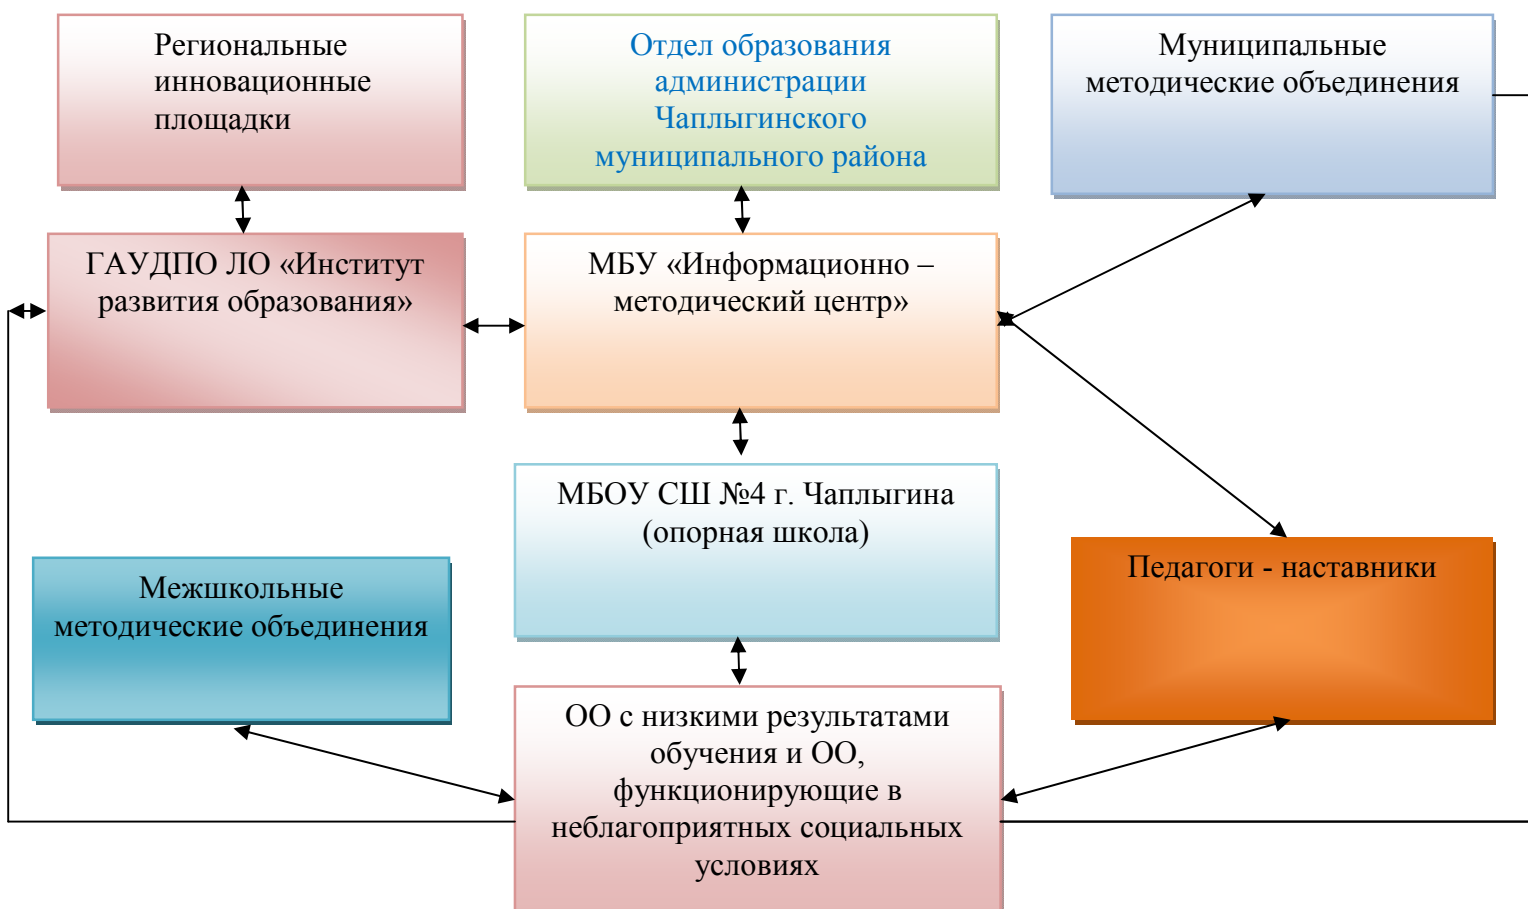 Региональные
инновационные
площадки
Отдел образования
администрации
Чаплыгинского
муниципального района
Муниципальные
методические объединения
ГАУДПО ЛО «Институт
развития образования»
МБУ «Информационно –
методический центр»
МБОУ СШ №4 г. Чаплыгина
(опорная школа)
Межшкольные
методические объединения
Педагоги - наставники
ОО с низкими результатами
обучения и ОО,
функционирующие в
неблагоприятных социальных
условиях